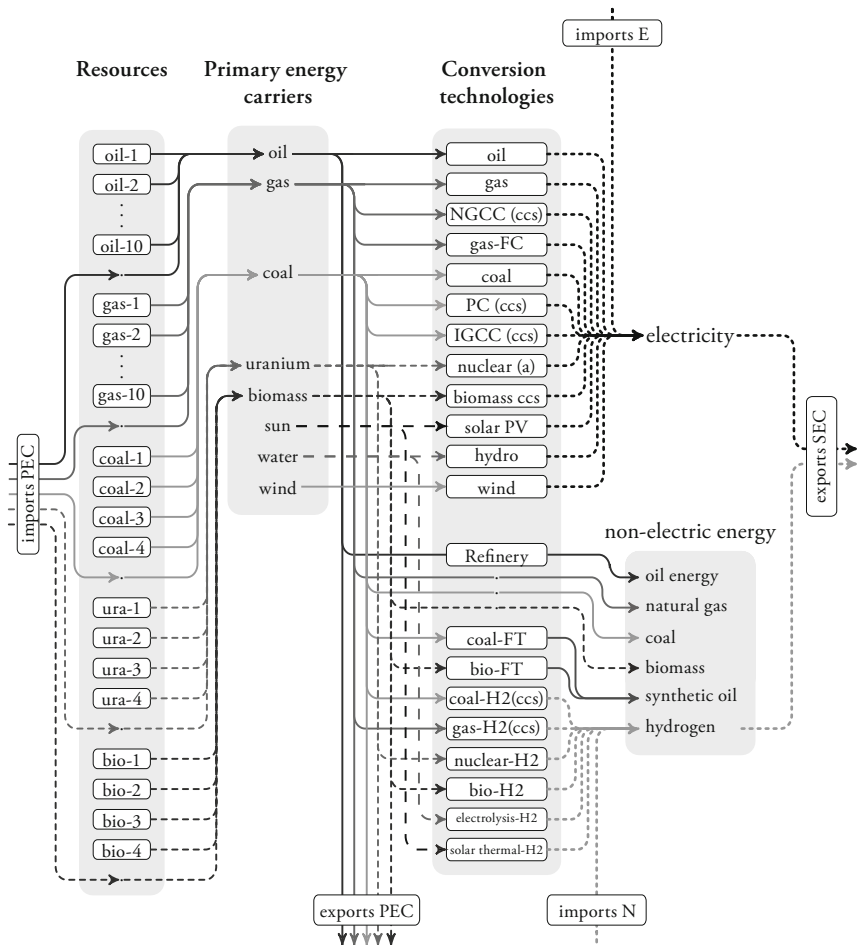 imports E
Resources
Primary energy
carriers
Conversion
technologies
oil-1
oil-2
oil-10
gas-1
gas-2
gas-10
coal-1
coal-2
coal-3
coal-4
ura-1
ura-2
ura-3
ura-4
bio-1
bio-2
bio-3
bio-4
imports PEC
oil
gas
coal
uranium
biomass
sun
water
wind
oil
gas
NGCC (ccs)
gas-FC
coal
PC (ccs)
IGCC (ccs)
nuclear (a)
biomass ccs
solar PV
hydro
wind
Refinery
coal-FT
bio-FT
coal-H2(ccs)
gas-H2(ccs)
nuclear-H2
bio-H2
electrolysis-H2
solar thermal-H2
electricity
exports SEC
non-electric energy
oil energy
natural gas
coal
biomass
synthetic oil
hydrogen
exports PEC
imports N